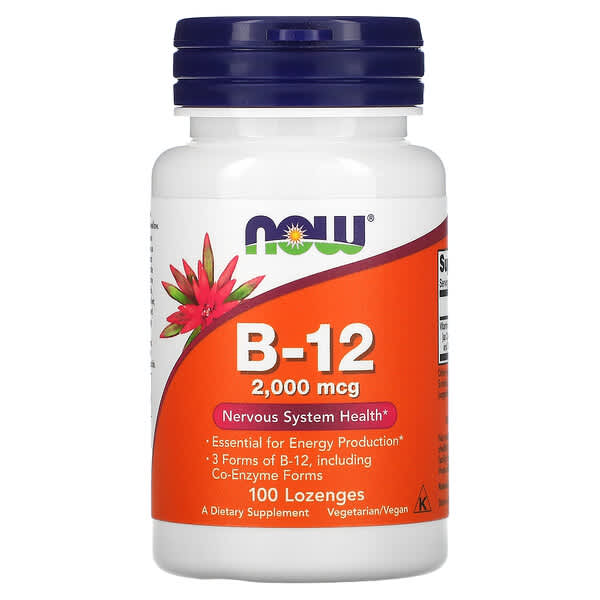 NOW®
B-12
2,000 mcg
Nervous System Health*
• Essential for Energy Production*
• 3 Forms of B-12, including
Co-Enzyme Forms
100 Lozenges
A Dietary Supplement Vegetarian/Vegan
K